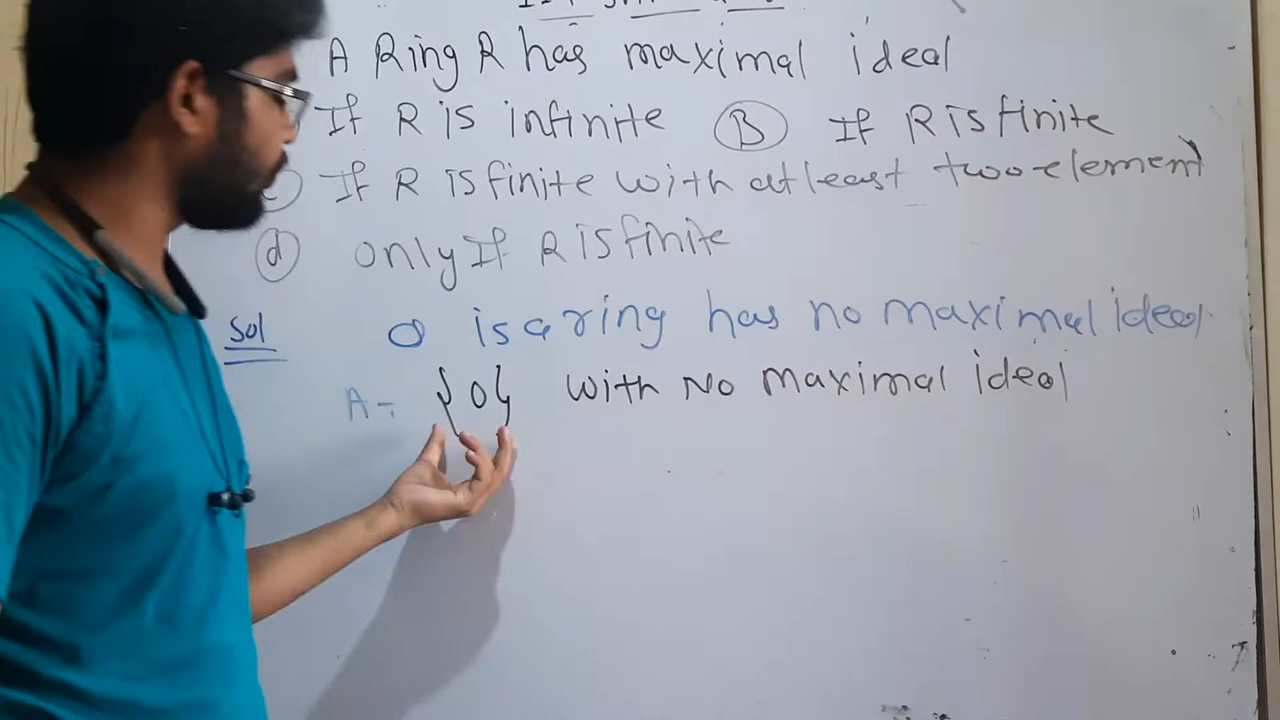 A Ring R has maximal ideal
If R is infinite (B) If R is finite
If R is finite with atleast two element
(d) only If R is finite
Sol 0 is a ring has no maximal ideal.
A- {0} with No maximal ideal